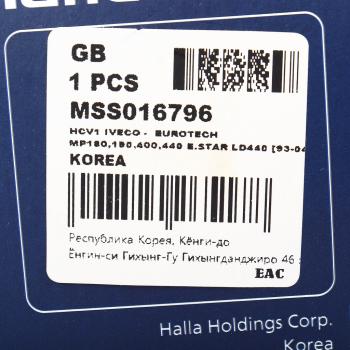 GB
1 PCS
MSS016796
HCV1 IVECO - EUROTECH
MP180,190,400,440 E.STAR LD440 [93-04
KOREA
Республика Корея, Кёнги-до
Ёнгин-си Гихынг-Гу Гихынгданджиро 46
EAC
Halla Holdings Corp.
Korea